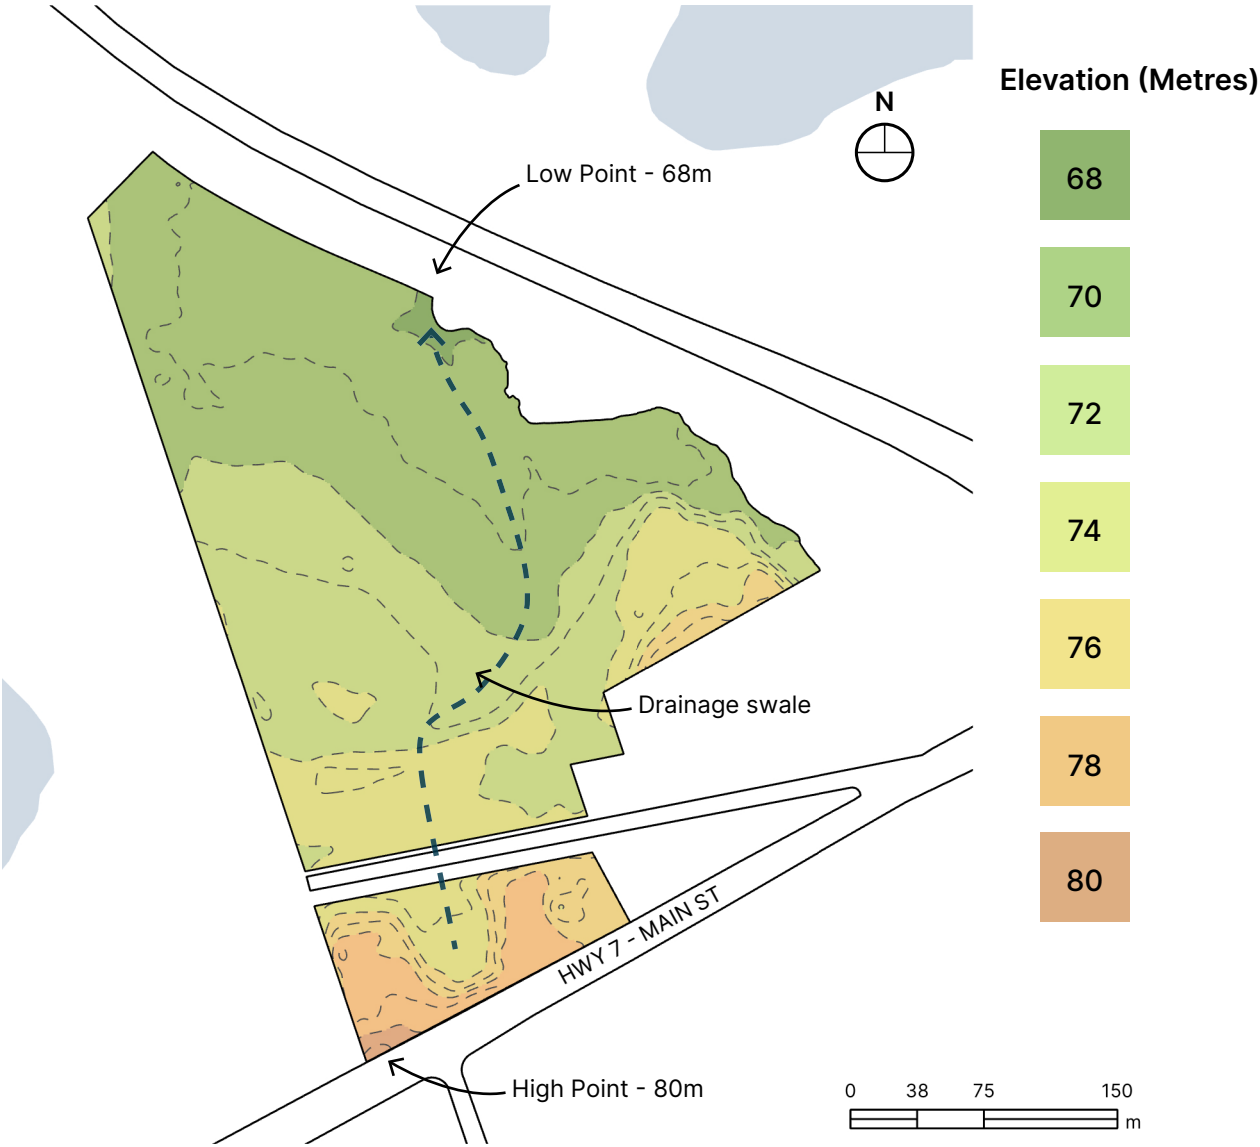 Elevation (Metres)
N
68
Low Point - 68m
70
72
74
76
Drainage swale
78
80
HWY 7 - MAIN ST
High Point - 80m
0 38 75 150
m